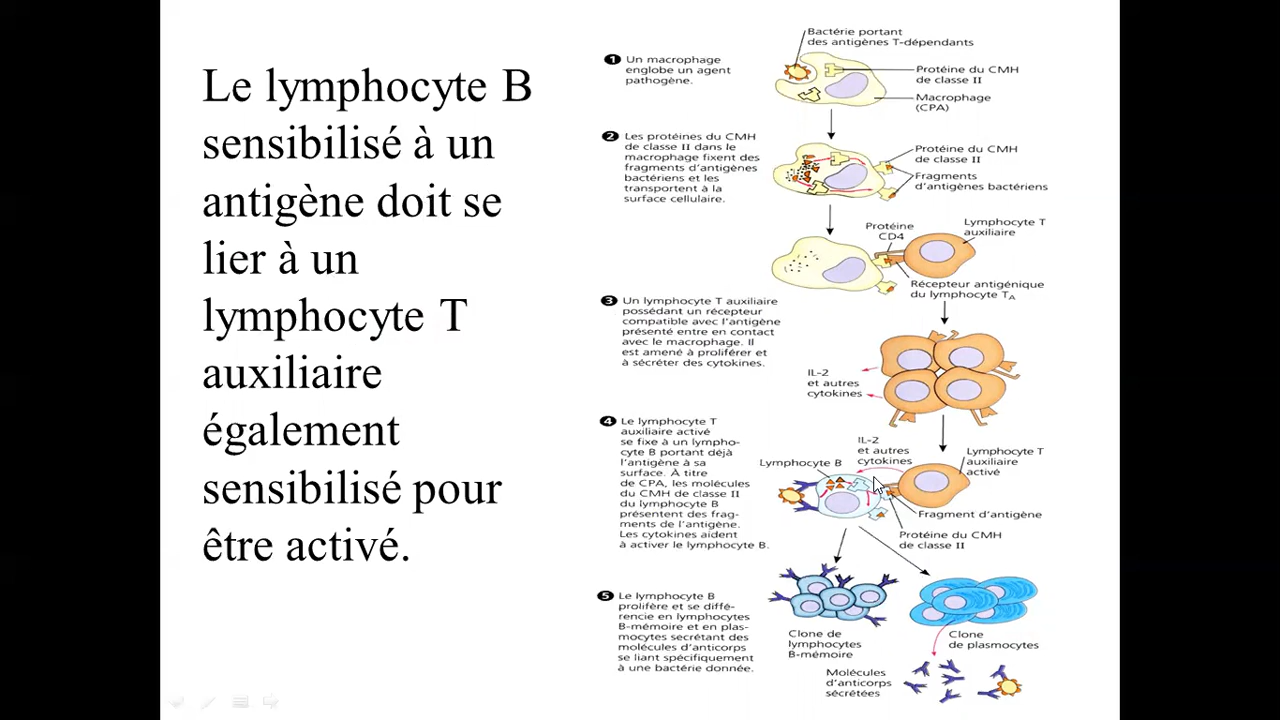 Le lymphocyte B
sensibilisé à un
antigène doit se
lier à un
lymphocyte T
auxiliaire
également
sensibilisé pour
être activé.
Bactérie portant
des antigènes T-dépendants
1 Un macrophage
englobe un agent
pathogène.
Protéine du CMH
de classe II
Macrophage
(CPA)
2 Les protéines du CMH
de classe II dans le
macrophage fixent des
fragments d'antigènes
bactériens et les
transportent à la
surface cellulaire.
Protéine du CMH
de classe II
Fragments
d'antigènes bactériens
Protéine
CD4
Lymphocyte T
auxiliaire
Récepteur antigénique
du lymphocyte TA
3 Un lymphocyte T auxiliaire
possédant un récepteur
compatible avec l'antigène
présenté entre en contact
avec le macrophage. Il
est amené à proliférer et
à sécréter des cytokines.
IL-2
et autres
cytokines
4 Le lymphocyte T
auxiliaire activé
se fixe à un lympho-
cyte B portant déjà
l'antigène à sa
surface. À titre
de CPA, les molécules
du CMH de classe II
du lymphocyte B
présentent des frag-
ments de l'antigène.
Les cytokines aident
à activer le lymphocyte B.
Lymphocyte B
IL-2
et autres
cytokines
Lymphocyte T
auxiliaire
activé
Fragment d'antigène
Protéine du CMH
de classe II
5 Le lymphocyte B
prolifère et se diffé-
rencie en lymphocytes
B-mémoire et en plas-
mocytes secrétant des
molécules d'anticorps
se liant spécifiquement
à une bactérie donnée.
Clone de
lymphocytes
B-mémoire
Clone
de plasmocytes
Molécules
d'anticorps
sécrétées